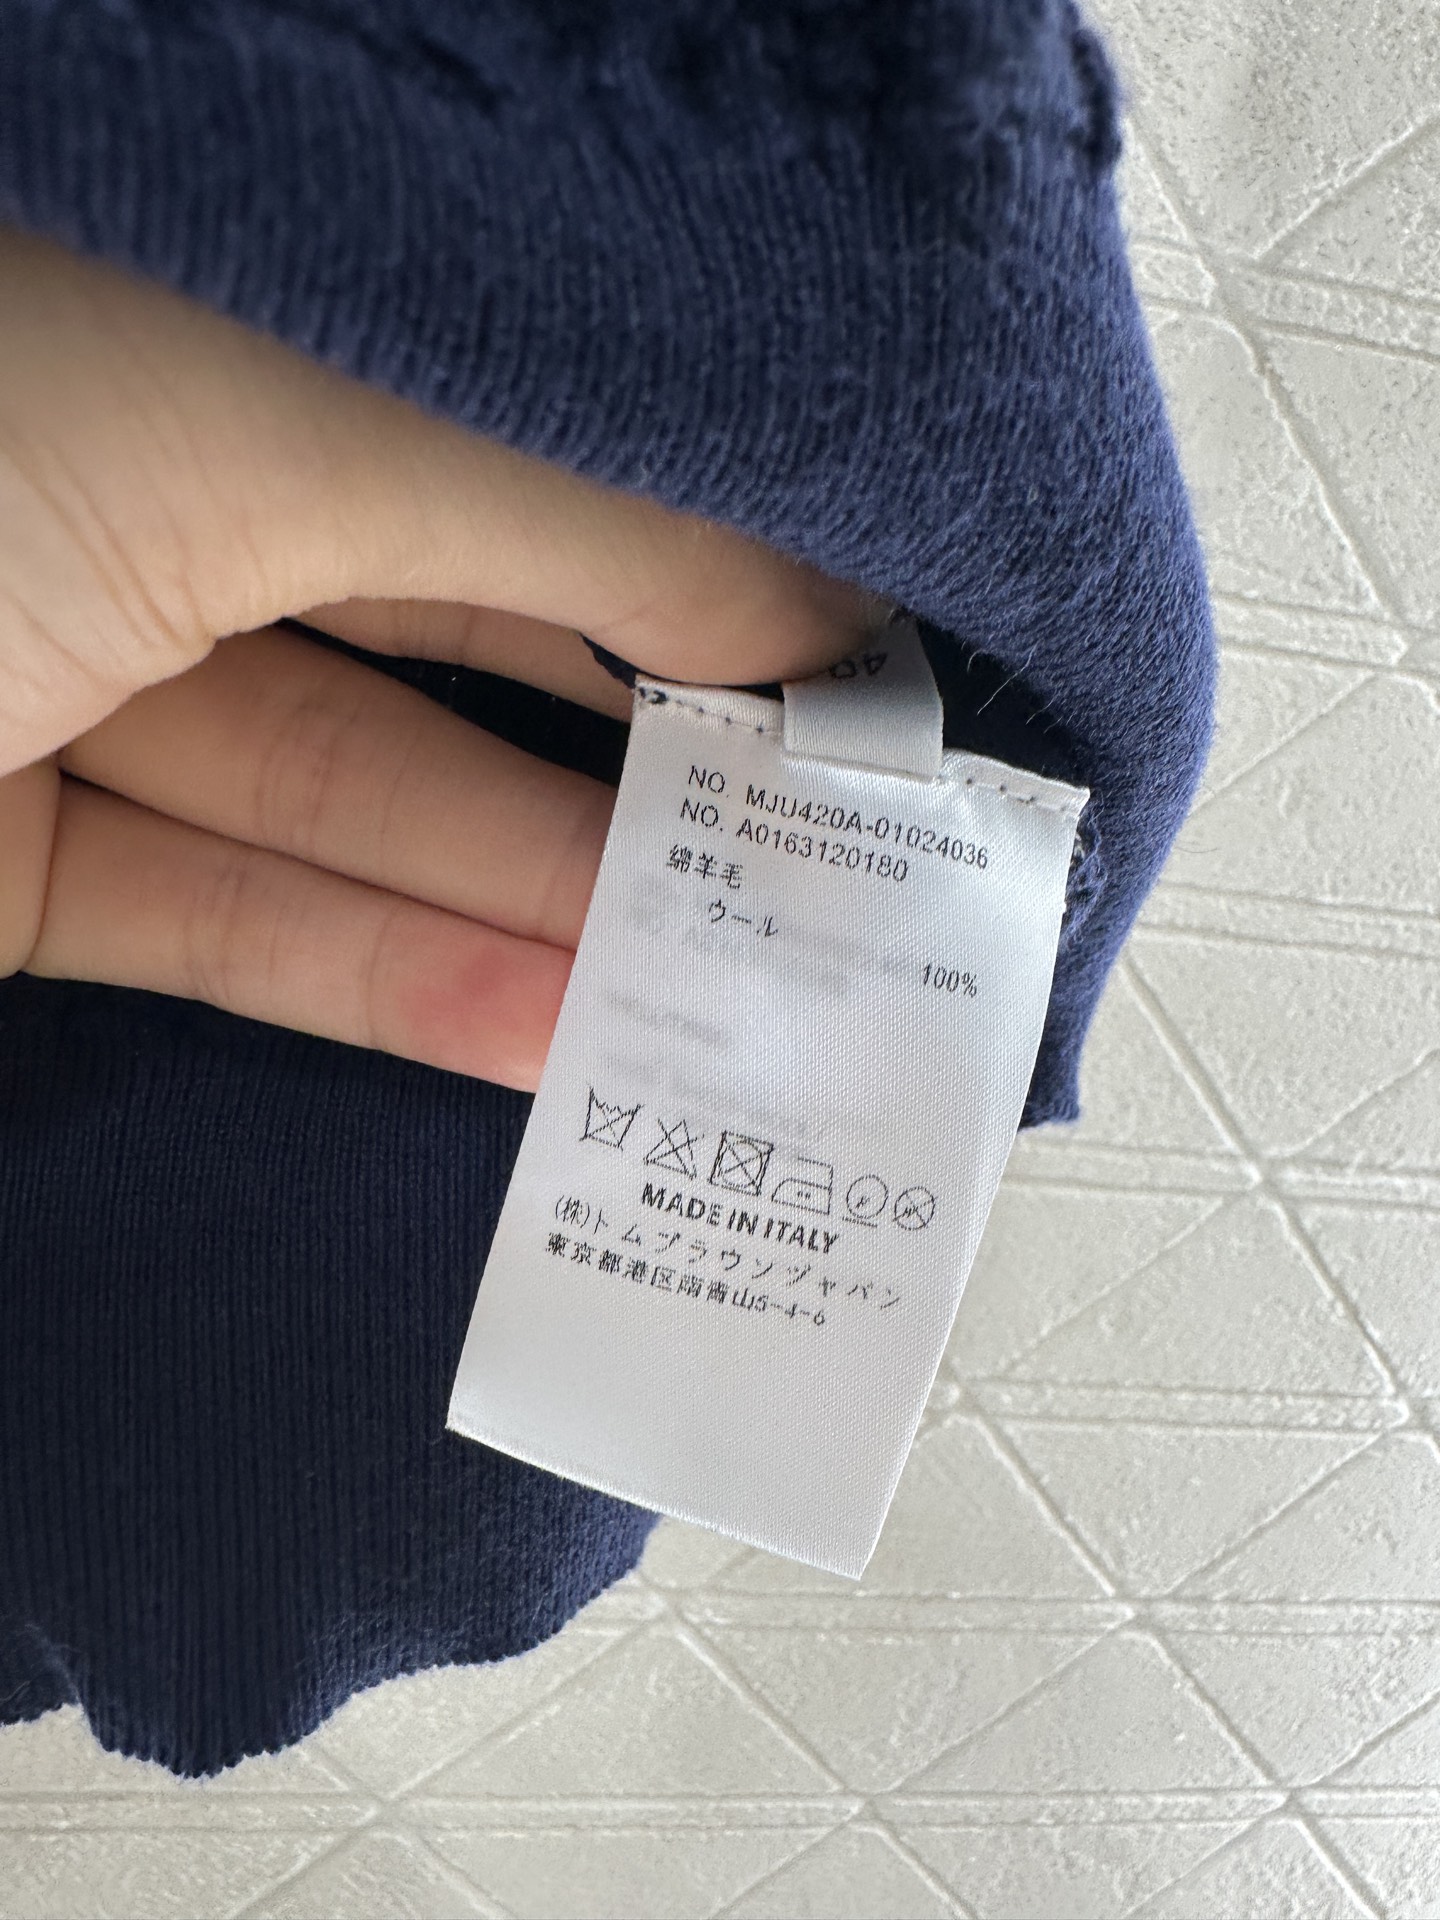 40
NO. MJU420A-01024036
NO. A0163120180
绵羊毛
ウール
100%
MADE IN ITALY
(株)トムブラウンジャパン
東京都港区南青山5-4-6